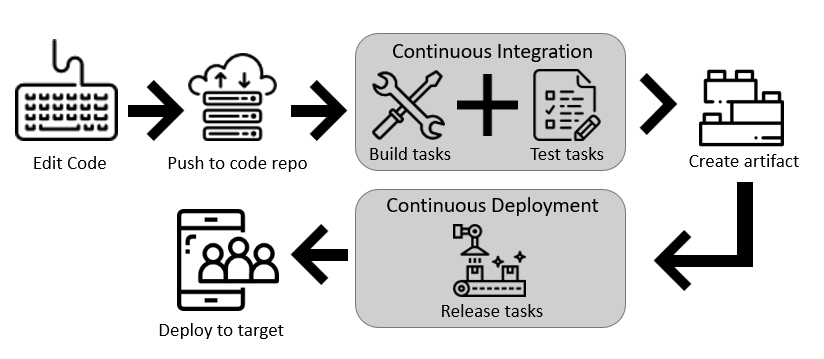 Continuous Integration
Edit Code
Push to code repo
Build tasks
Test tasks
Create artifact
Continuous Deployment
Release tasks
Deploy to target